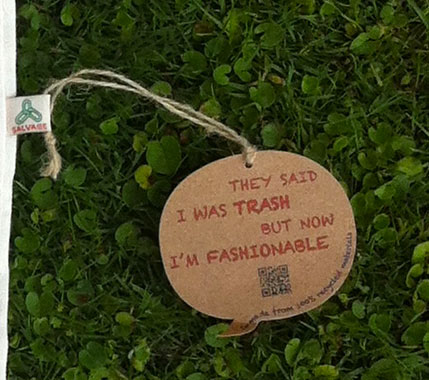 SALVAGE
THEY SAID
I WAS TRASH
BUT NOW
I'M FASHIONABLE
made from 100% recycled materials